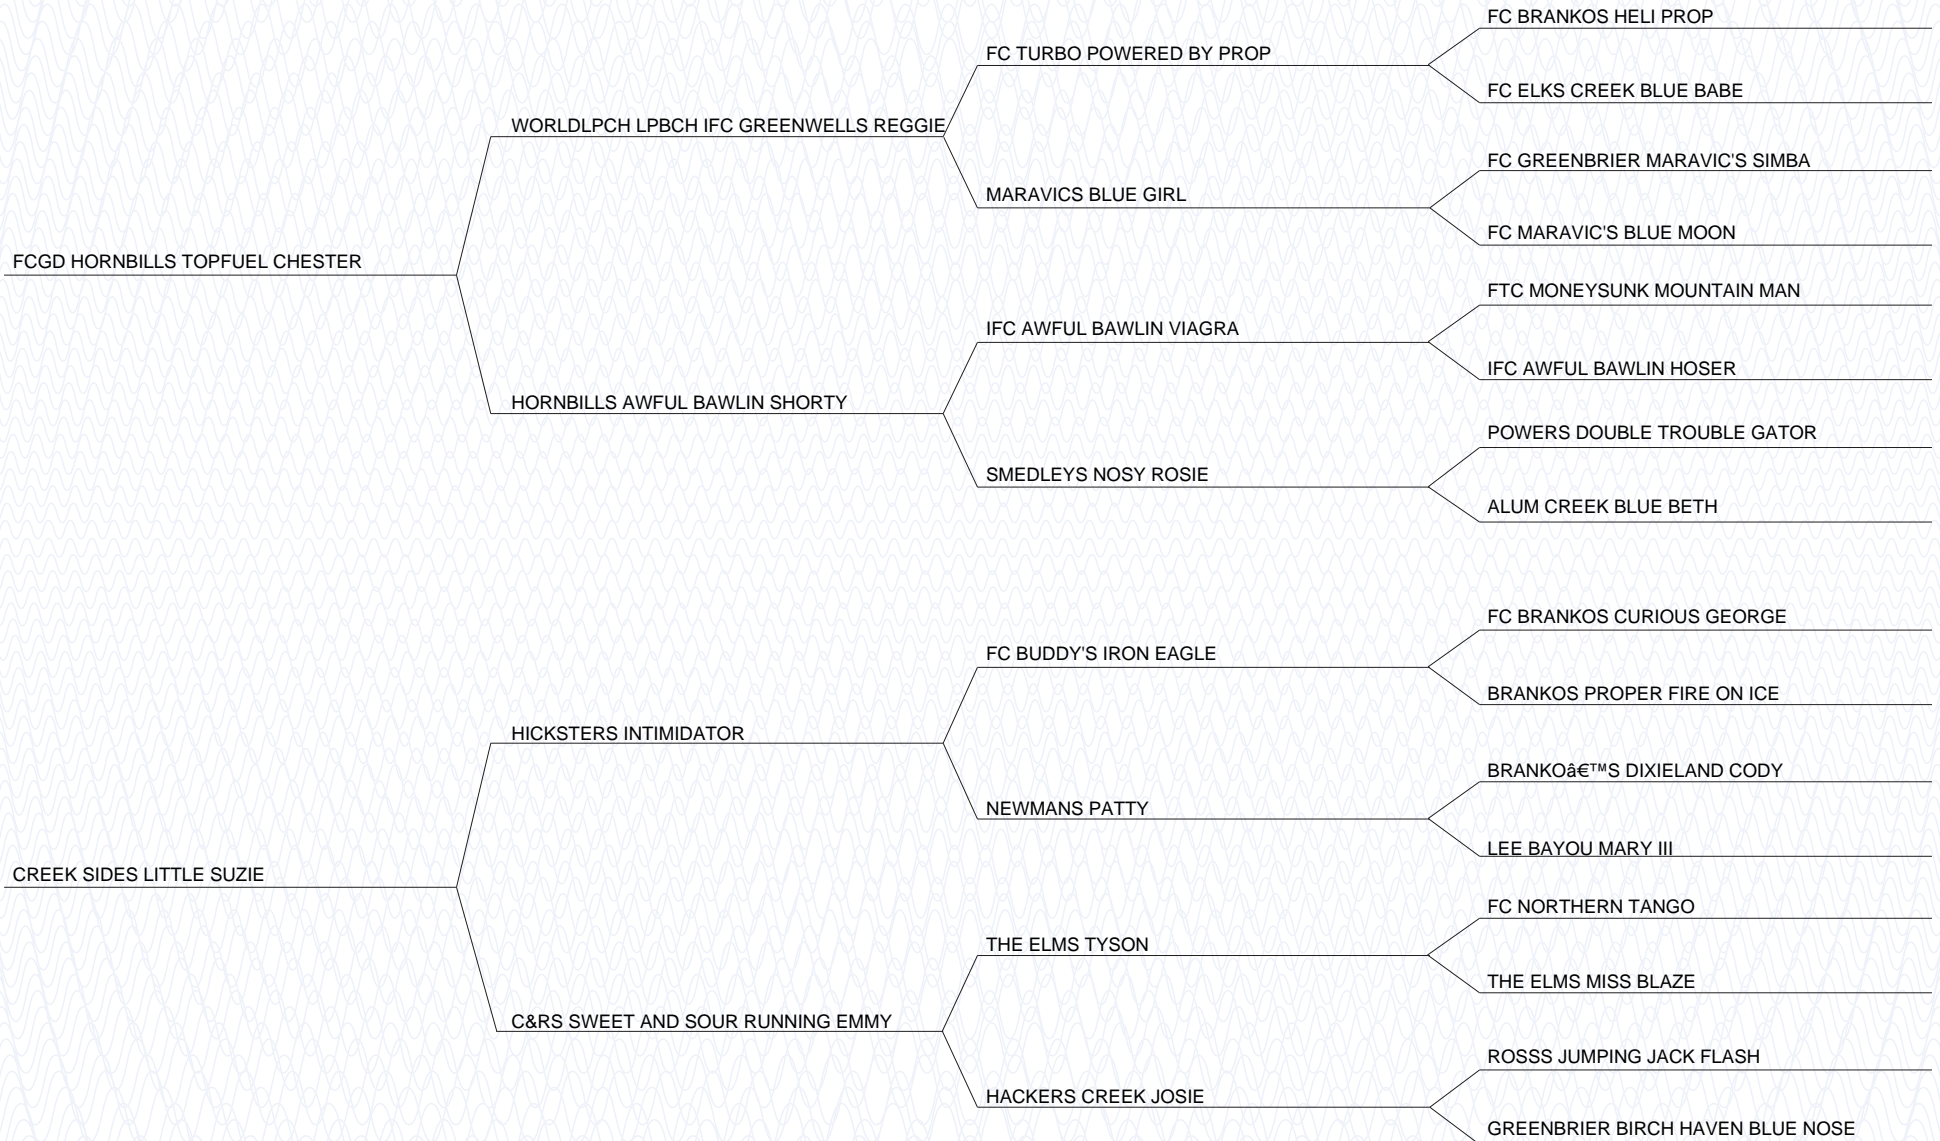 FC BRANKOS HELI PROP
FC TURBO POWERED BY PROP
FC ELKS CREEK BLUE BABE
WORLDLPCH LPBCH IFC GREENWELLS REGGIE
FC GREENBRIER MARAVIC'S SIMBA
MARAVICS BLUE GIRL
FC MARAVIC'S BLUE MOON
FCGD HORNBILLS TOPFUEL CHESTER
FTC MONEYSUNK MOUNTAIN MAN
IFC AWFUL BAWLIN VIAGRA
IFC AWFUL BAWLIN HOSER
HORNBILLS AWFUL BAWLIN SHORTY
POWERS DOUBLE TROUBLE GATOR
SMEDLEYS NOSY ROSIE
ALUM CREEK BLUE BETH
FC BRANKOS CURIOUS GEORGE
FC BUDDY'S IRON EAGLE
BRANKOS PROPER FIRE ON ICE
HICKSTERS INTIMIDATOR
BRANKOâ€™S DIXIELAND CODY
NEWMANS PATTY
LEE BAYOU MARY III
CREEK SIDES LITTLE SUZIE
FC NORTHERN TANGO
THE ELMS TYSON
THE ELMS MISS BLAZE
C&RS SWEET AND SOUR RUNNING EMMY
ROSSS JUMPING JACK FLASH
HACKERS CREEK JOSIE
GREENBRIER BIRCH HAVEN BLUE NOSE